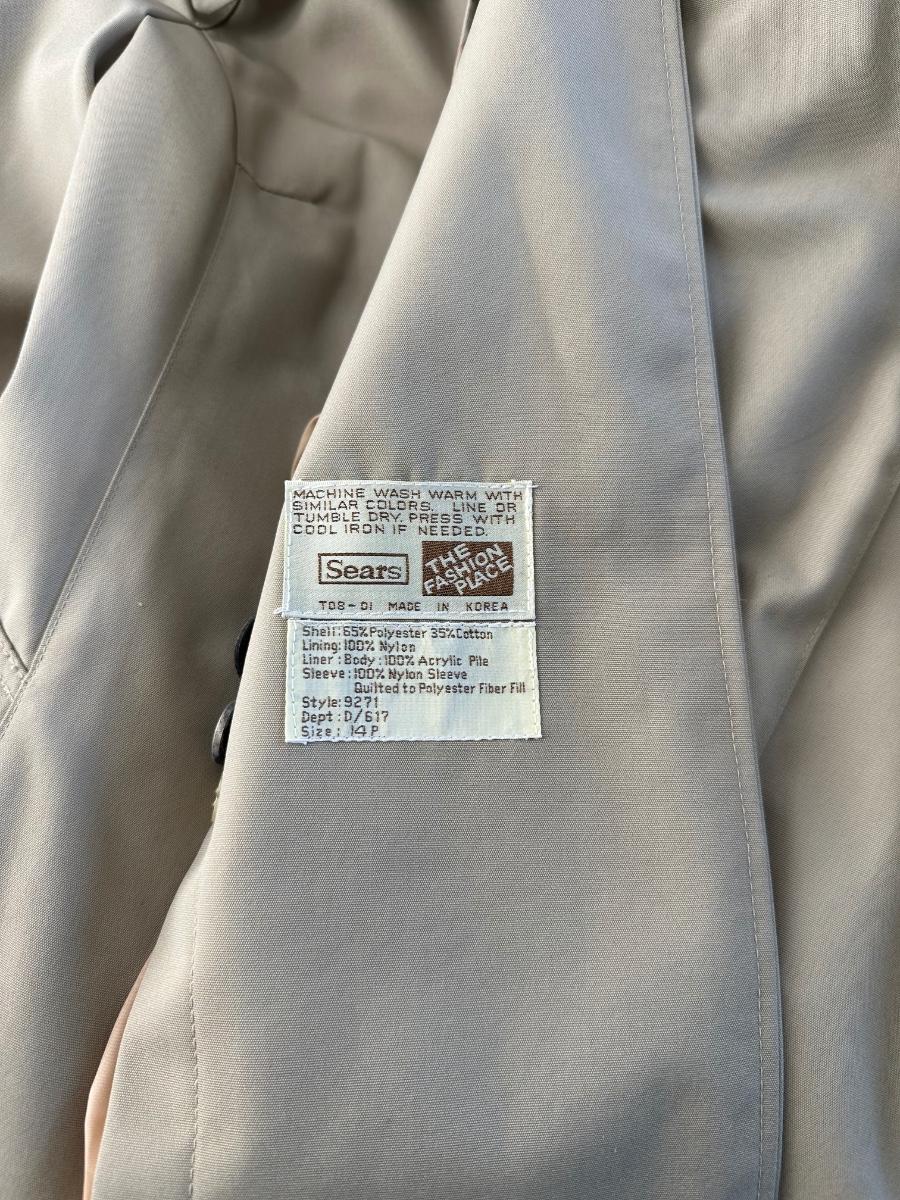 MACHINE WASH WARM WITH
SIMILAR COLORS. LINE OR
TUMBLE DRY. PRESS WITH
COOL IRON IF NEEDED.
Sears
THE
FASHION
PLACE
T08-01 MADE IN KOREA
Shell:65%Polyester 35%Cotton
Lining:100% Nylon
Liner:Body:100% Acrylic Pile
Sleeve:100% Nylon Sleeve
Quilted to Polyester Fiber Fill
Style:9271
Dept:D/617
Size: 14P